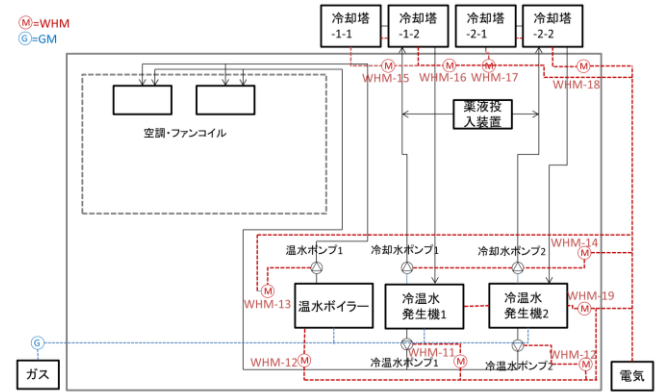 M=WHM
G=GM
冷却塔
-1-1
冷却塔
-1-2
冷却塔
-2-1
冷却塔
-2-2
M
M
M
M
WHM-15
WHM-16
WHM-17
WHM-18
薬液投
入装置
空調・ファンコイル
温水ポンプ1
冷却水ポンプ1
冷却水ポンプ2
WHM-14
M
M
WHM-13
温水ボイラー
冷温水
発生機1
冷温水
発生機2
WHM-19
M
G
WHM-12
M
冷温水ポンプ1
WHM-11
M
冷温水ポンプ2
WHM-12
M
ガス
電気